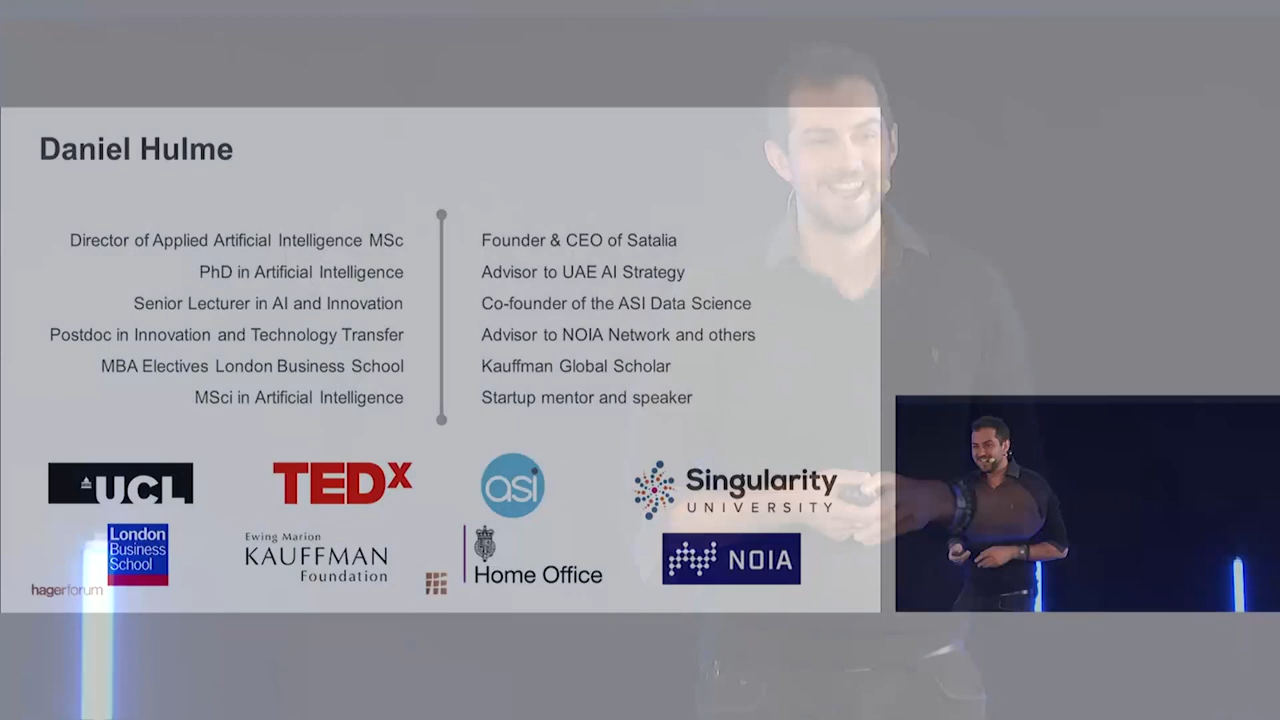 Daniel Hulme
Director of Applied Artificial Intelligence MSc
PhD in Artificial Intelligence
Senior Lecturer in AI and Innovation
Postdoc in Innovation and Technology Transfer
MBA Electives London Business School
MSci in Artificial Intelligence
Founder & CEO of Satalia
Advisor to UAE AI Strategy
Co-founder of the ASI Data Science
Advisor to NOIA Network and others
Kauffman Global Scholar
Startup mentor and speaker
UCL
TEDx
asi
Singularity
UNIVERSITY
London
Business
School
Ewing Marion
KAUFFMAN
Foundation
Home Office
NOIA
hagerforum